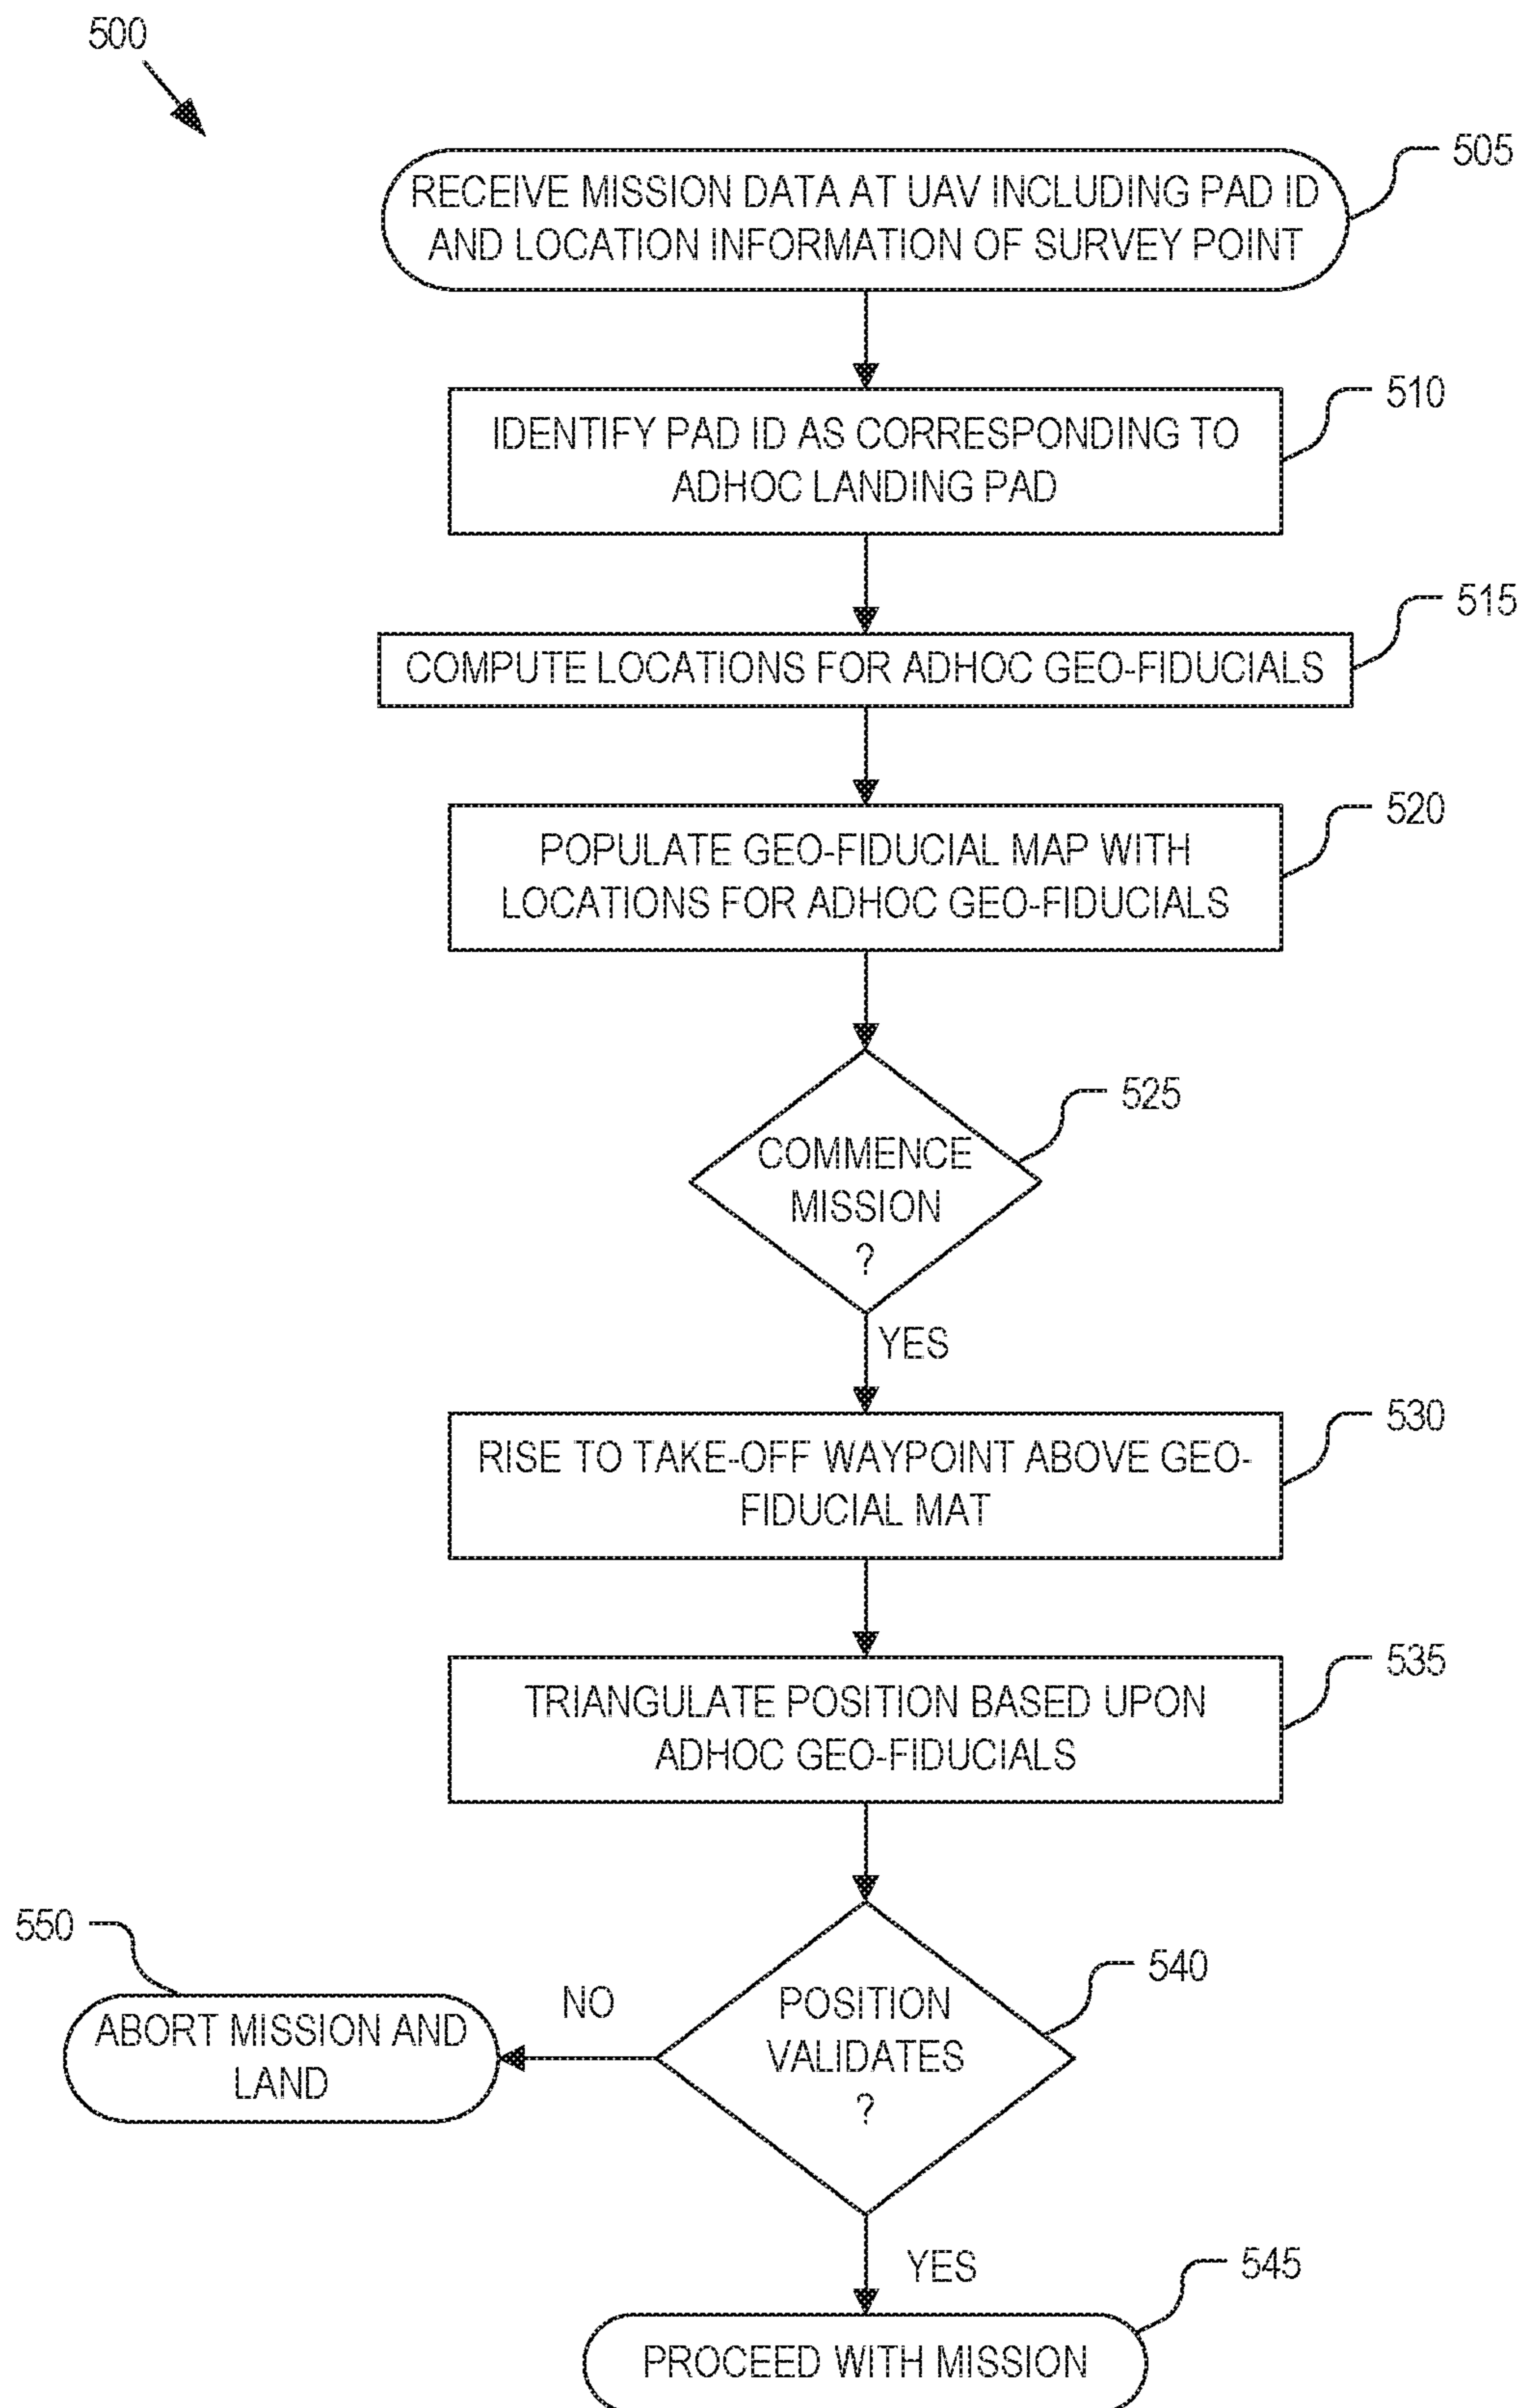 500
505
RECEIVE MISSION DATA AT UAV INCLUDING PAD ID
AND LOCATION INFORMATION OF SURVEY POINT
510
IDENTIFY PAD ID AS CORRESPONDING TO
ADHOC LANDING PAD
515
COMPUTE LOCATIONS FOR ADHOC GEO-FIDUCIALS
520
POPULATE GEO-FIDUCIAL MAP WITH
LOCATIONS FOR ADHOC GEO-FIDUCIALS
525
COMMENCE
MISSION
?
YES
530
RISE TO TAKE-OFF WAYPOINT ABOVE GEO-
FIDUCIAL MAT
535
TRIANGULATE POSITION BASED UPON
ADHOC GEO-FIDUCIALS
540
POSITION
VALIDATES
?
NO
550
ABORT MISSION AND
LAND
YES
545
PROCEED WITH MISSION